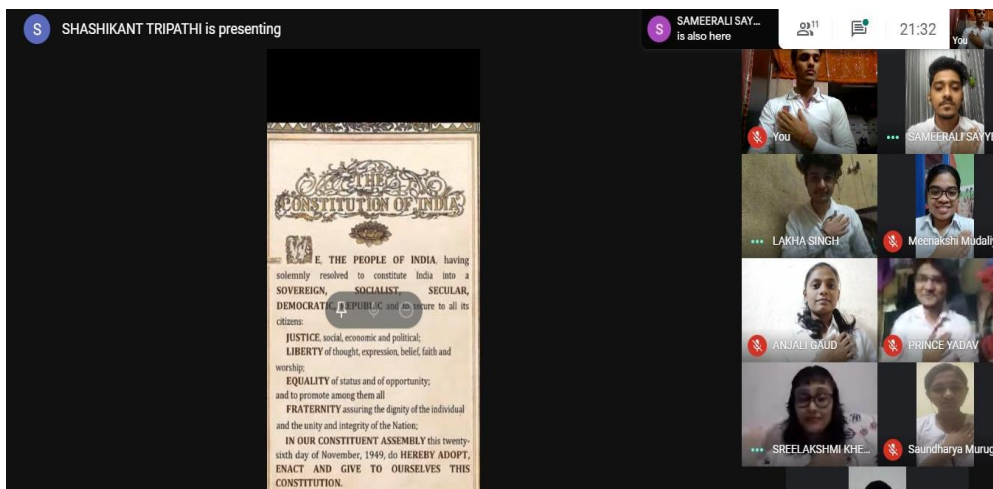 S SHASHIKANT TRIPATHI is presenting
S SAMEERALI SAY...
is also here
11
21:32
You
You
SAMEERALI SAYYE
LAKHA SINGH
Meenakshi Mudaliy
ANJALI GAUD
PRINCE YADAV
SREELAKSHMI KHE...
Saundharya Murug
THE
CONSTITUTION OF INDIA
WE, THE PEOPLE OF INDIA, having
solemnly resolved to constitute India into a
SOVEREIGN, SOCIALIST, SECULAR,
DEMOCRATIC, REPUBLIC and to secure to all its
citizens:
JUSTICE, social, economic and political;
LIBERTY of thought, expression, belief, faith and
worship;
EQUALITY of status and of opportunity;
and to promote among them all
FRATERNITY assuring the dignity of the individual
and the unity and integrity of the Nation;
IN OUR CONSTITUENT ASSEMBLY this twenty-
sixth day of November, 1949, do HEREBY ADOPT,
ENACT AND GIVE TO OURSELVES THIS
CONSTITUTION.